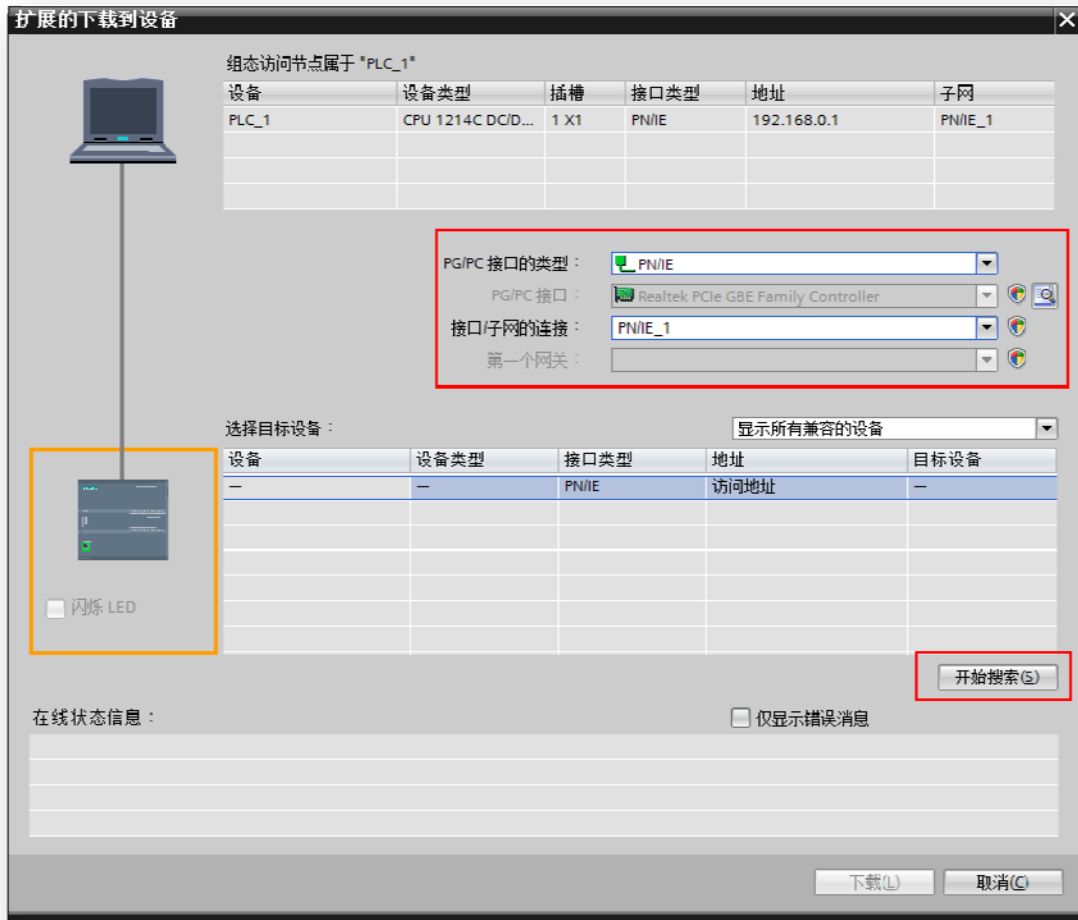 扩展的下载到设备
组态访问节点属于 "PLC_1"
设备 设备类型 插槽 接口类型 地址 子网
PLC_1 CPU 1214C DC/D... 1 X1 PN/IE 192.168.0.1 PN/IE_1
PG/PC 接口的类型： PN/IE
PG/PC 接口： Realtek PCIe GBE Family Controller
接口/子网的连接： PN/IE_1
第一个网关：
选择目标设备： 显示所有兼容的设备
设备 设备类型 接口类型 地址 目标设备
— — PN/IE 访问地址 —
闪烁 LED
开始搜索(S)
在线状态信息： 仅显示错误消息
下载(L) 取消(C)